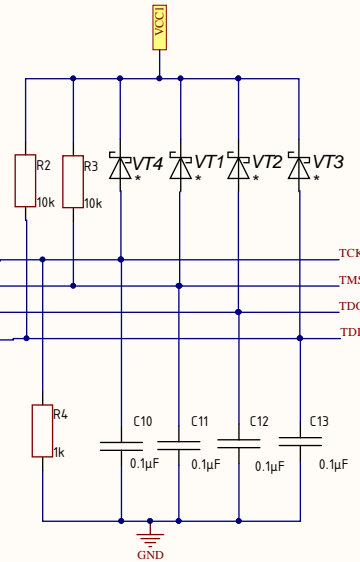 VCC1
R2
10k
R3
10k
VT4
*
VT1
*
VT2
*
VT3
*
TCK
TMS
TDO
TDI
R4
1k
C10
0.1µF
C11
0.1µF
C12
0.1µF
C13
0.1µF
GND